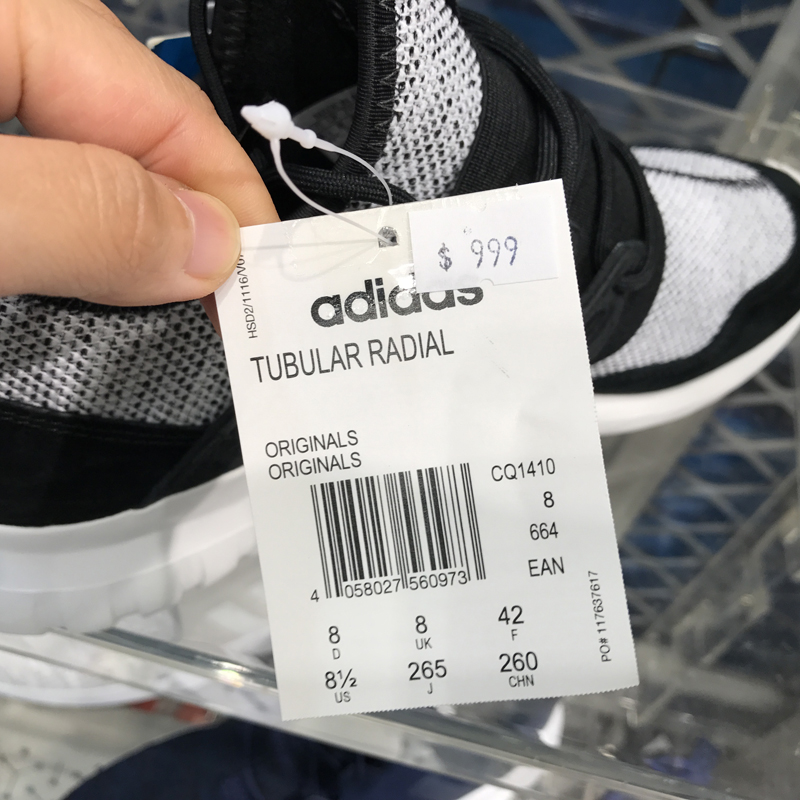 $ 999
adidas
HSD2/1116/V0
TUBULAR RADIAL
ORIGINALS
ORIGINALS
CQ1410
8
664
EAN
4 058027 560973
8 8 42
D UK F
8½ 265 260
US J CHN
PO# 117637617